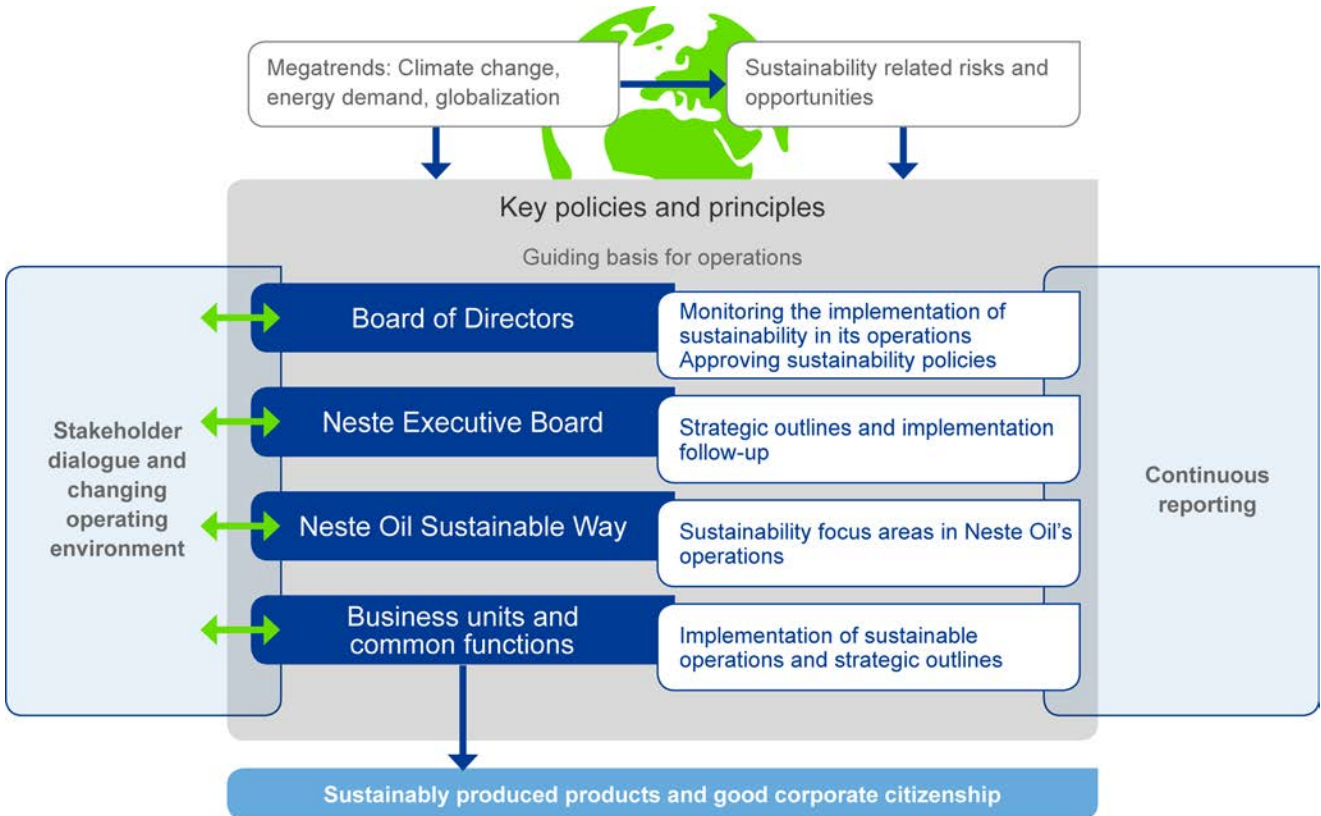 Megatrends: Climate change,
energy demand, globalization
Sustainability related risks and
opportunities
Key policies and principles
Guiding basis for operations
Stakeholder
dialogue and
changing
operating
environment
Board of Directors
Monitoring the implementation of
sustainability in its operations
Approving sustainability policies
Neste Executive Board
Strategic outlines and implementation
follow-up
Neste Oil Sustainable Way
Sustainability focus areas in Neste Oil's
operations
Business units and
common functions
Implementation of sustainable
operations and strategic outlines
Continuous
reporting
Sustainably produced products and good corporate citizenship